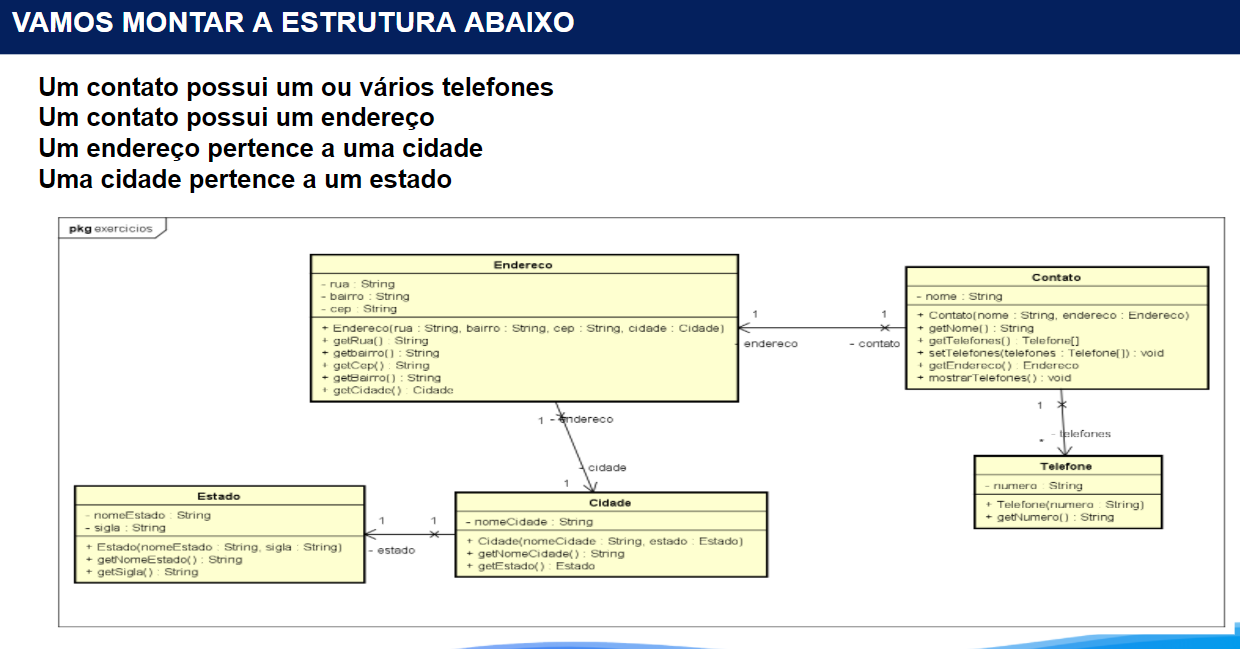 VAMOS MONTAR A ESTRUTURA ABAIXO
Um contato possui um ou vários telefones
Um contato possui um endereço
Um endereço pertence a uma cidade
Uma cidade pertence a um estado
pkg exercicios
Endereco
- rua : String
- bairro : String
- cep : String
+ Endereco(rua : String, bairro : String, cep : String, cidade : Cidade)
+ getRua() : String
+ getbairro() : String
+ getCep() : String
+ getBairro() : String
+ getCidade() : Cidade
1
- endereco
1
- contato
Contato
- nome : String
+ Contato(nome : String, endereco : Endereco)
+ getNome() : String
+ getTelefones() : Telefone[]
+ setTelefones(telefones : Telefone[]) : void
+ getEndereco() : Endereco
+ mostrarTelefones() : void
1
- telefones
*
Telefone
- numero : String
+ Telefone(numero : String)
+ getNumero() : String
1 - endereco
- cidade
1
Estado
- nomeEstado : String
- sigla : String
+ Estado(nomeEstado : String, sigla : String)
+ getNomeEstado() : String
+ getSigla() : String
1
- estado
1
Cidade
- nomeCidade : String
+ Cidade(nomeCidade : String, estado : Estado)
+ getNomeCidade() : String
+ getEstado() : Estado